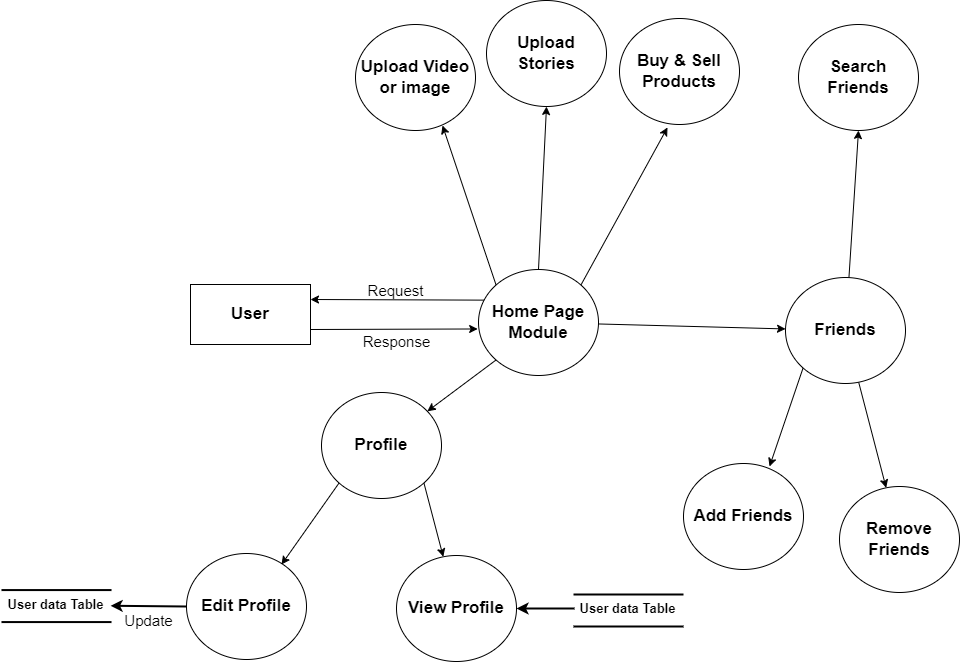 Upload Video
or image
Upload
Stories
Buy & Sell
Products
Search
Friends
User
Request
Response
Home Page
Module
Friends
Profile
Add Friends
Remove
Friends
User data Table
Update
Edit Profile
View Profile
User data Table